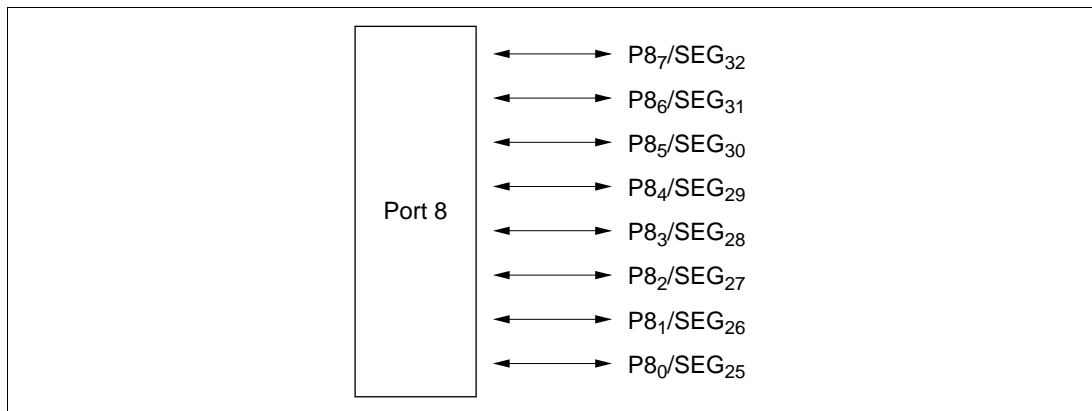 P8₇/SEG₃₂
P8₆/SEG₃₁
P8₅/SEG₃₀
P8₄/SEG₂₉
Port 8
P8₃/SEG₂₈
P8₂/SEG₂₇
P8₁/SEG₂₆
P8₀/SEG₂₅